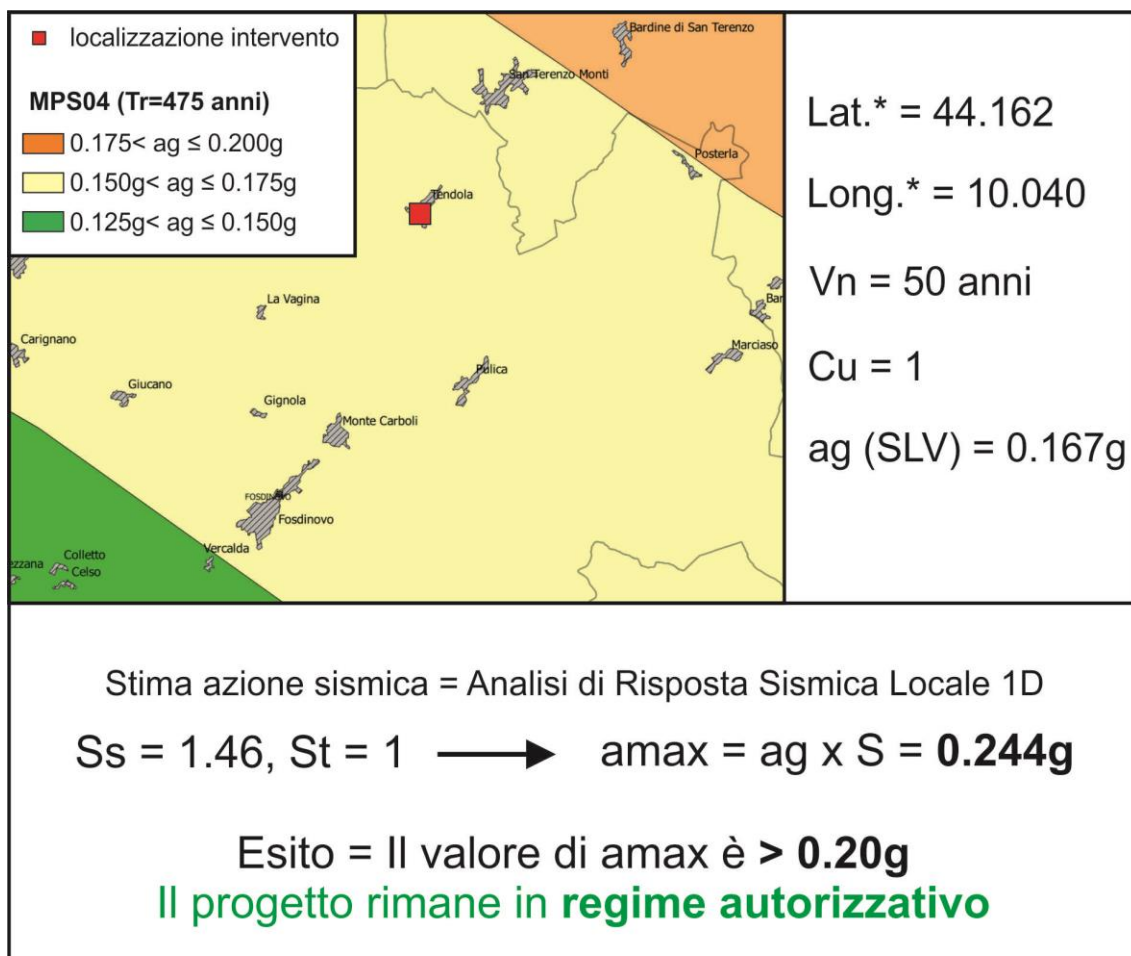 localizzazione intervento
MPS04 (Tr=475 anni)
0.175< ag ≤ 0.200g
0.150g< ag ≤ 0.175g
0.125g< ag ≤ 0.150g
Bardine di San Terenzo
San Terenzo Monti
Posterla
Tendola
La Vagina
Bar
Carignano
Marciaso
Giucano
Pulica
Gignola
Monte Carboli
FOSDINOVO
Fosdinovo
Vercalda
Colletto
ezzana
Celso
Lat.* = 44.162
Long.* = 10.040
Vn = 50 anni
Cu = 1
ag (SLV) = 0.167g
Stima azione sismica = Analisi di Risposta Sismica Locale 1D
Ss = 1.46, St = 1 → amax = ag x S = 0.244g
Esito = Il valore di amax è > 0.20g
Il progetto rimane in regime autorizzativo